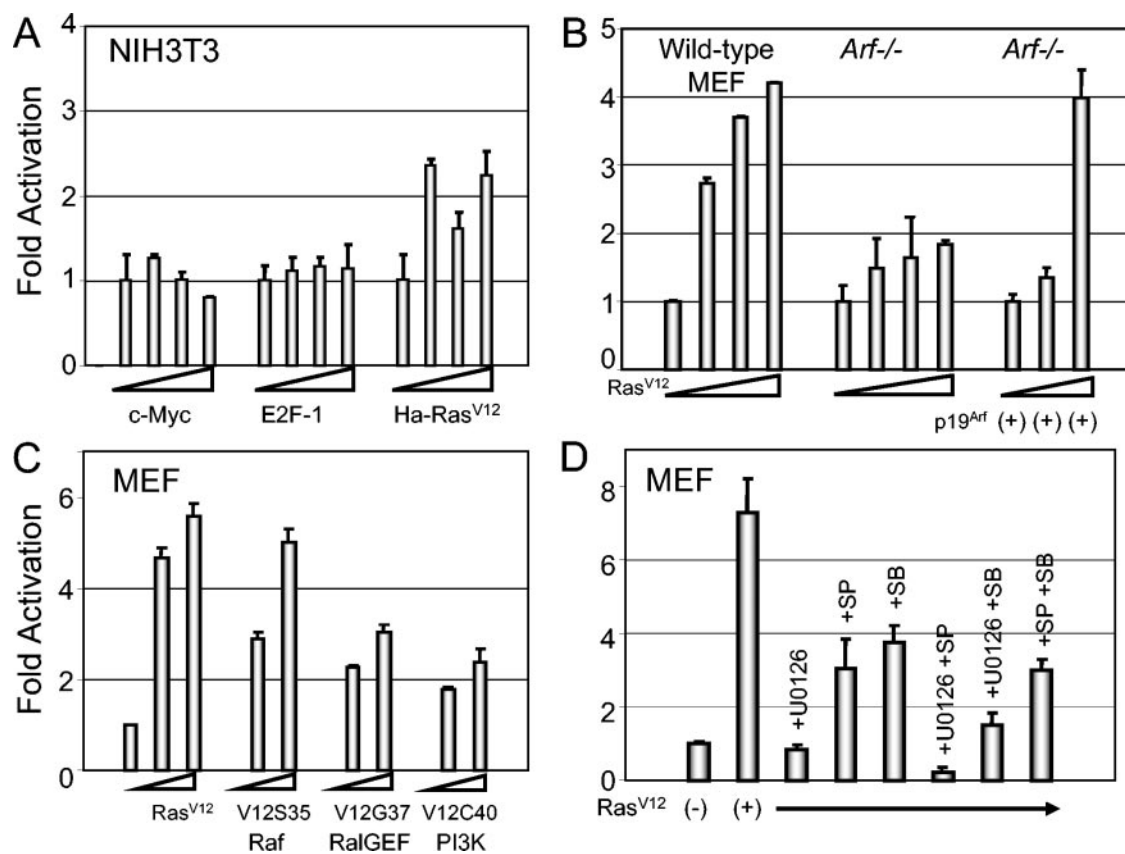 A
NIH3T3
Fold Activation
4
3
2
1
0
c-Myc
E2F-1
Ha-RasV12
B
Wild-type
MEF
Arf-/-
Arf-/-
5
4
3
2
1
0
RasV12
p19Arf (+) (+) (+)
C
MEF
Fold Activation
6
4
2
0
RasV12
V12S35
Raf
V12G37
RalGEF
V12C40
PI3K
D
MEF
8
6
4
2
0
+U0126
+SP
+SB
+U0126 +SP
+U0126 +SB
+SP +SB
RasV12 (-) (+)